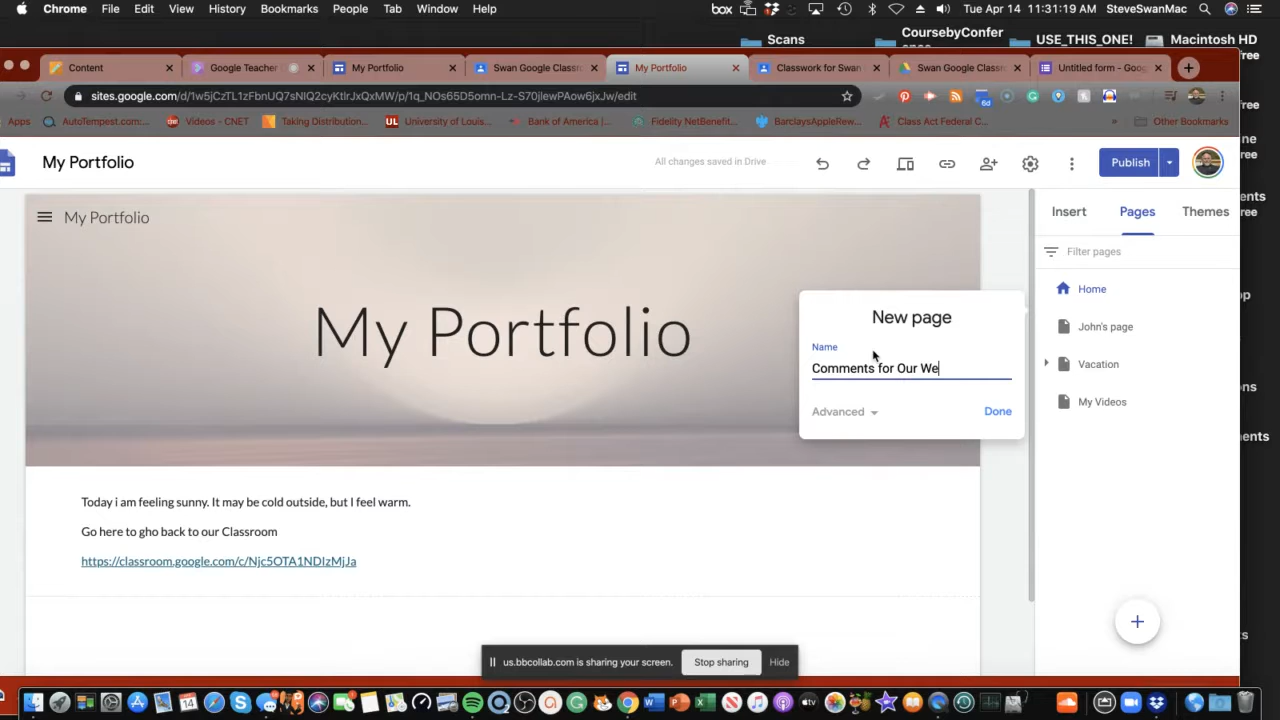 Chrome File Edit View History Bookmarks People Tab Window Help
box Tue Apr 14 11:31:19 AM SteveSwanMac
Scans
CoursebyConfer
USE_THIS_ONE!
Macintosh HD
Content
Google Teacher
My Portfolio
Swan Google Class
My Portfolio
Classwork for Swan
Swan Google Class
Untitled form - Goo
sites.google.com/d/1w5jCzTL1zFbnUQ7sNlQ2cyKtlrJxQxMW/p/1q_NOs65D5omn-Lz-S70jlewPAow6jxJw/edit
6d
Apps
AutoTempest.com:...
Videos - CNET
Taking Distribution...
UL University of Louis...
Bank of America |...
Fidelity NetBenefit...
BarclaysAppleRew...
Class Act Federal C...
» Other Bookmarks
My Portfolio
All changes saved in Drive
Publish
My Portfolio
My Portfolio
Insert Pages Themes
Filter pages
Home
John's page
Vacation
My Videos
New page
Name
Comments for Our We
Advanced Done
Today i am feeling sunny. It may be cold outside, but I feel warm.
Go here to gho back to our Classroom
https://classroom.google.com/c/Njc5OTA1NDIzMjJa
us.bbcollab.com is sharing your screen. Stop sharing Hide
14